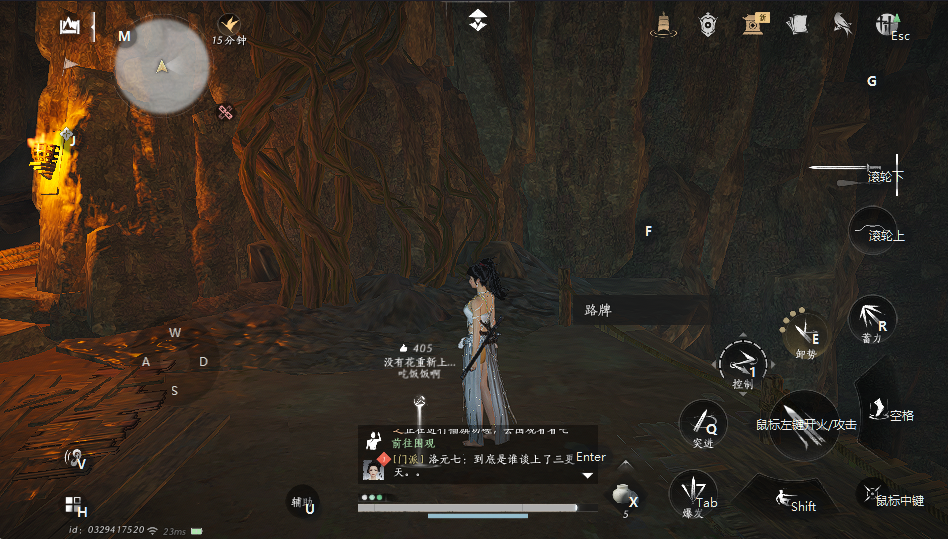 M
15分钟
新
Esc
G
J
滚轮下
F
滚轮上
路牌
W
A
D
S
405
没有花重新上...
吃饭饭啊
E
卸势
R
蓄力
1
控制
Q
突进
鼠标左键开火/攻击
空格
前往围观
[门派] 洛元七：到底是谁谈上了三更
天。。
Enter
V
H
辅助
U
X
5
Tab
爆发
Shift
鼠标中键
id: 0329417520
23ms